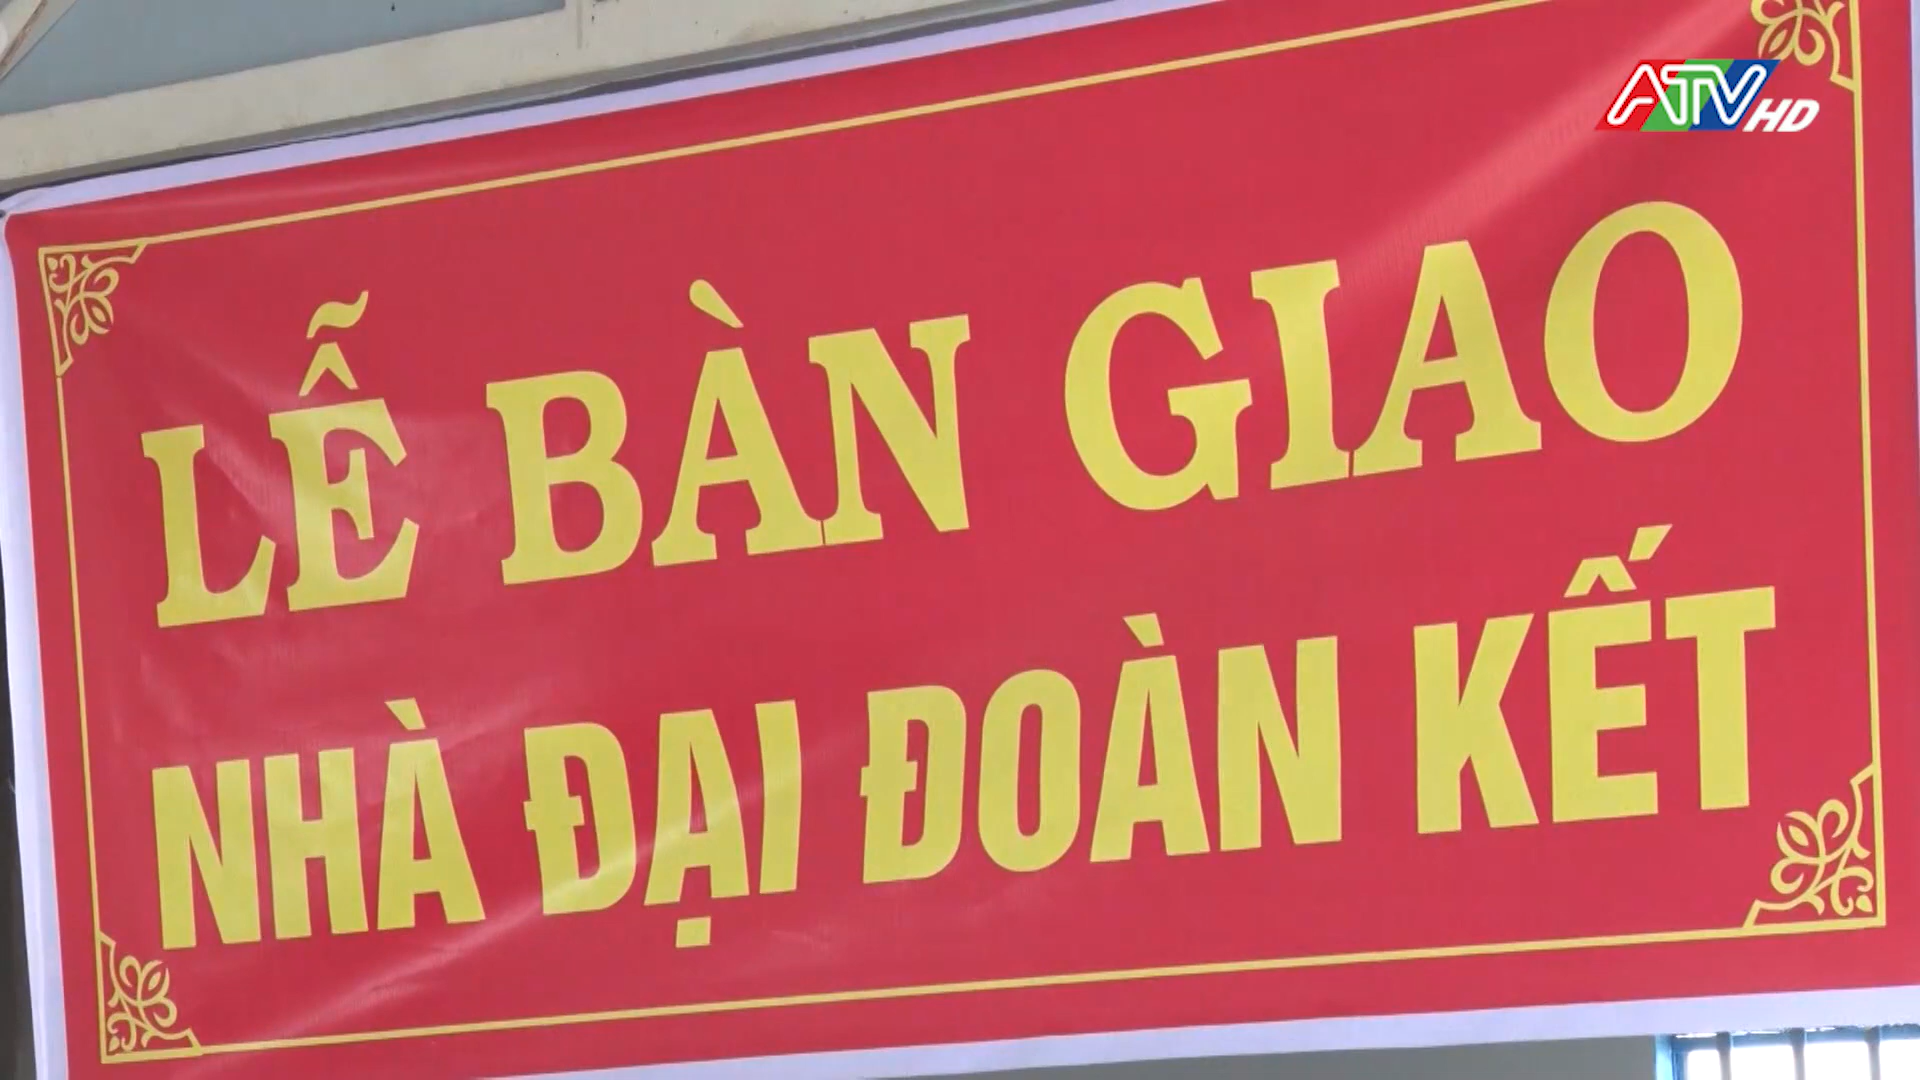 ATV HD
LỄ BÀN GIAO
NHÀ ĐẠI ĐOÀN KẾT